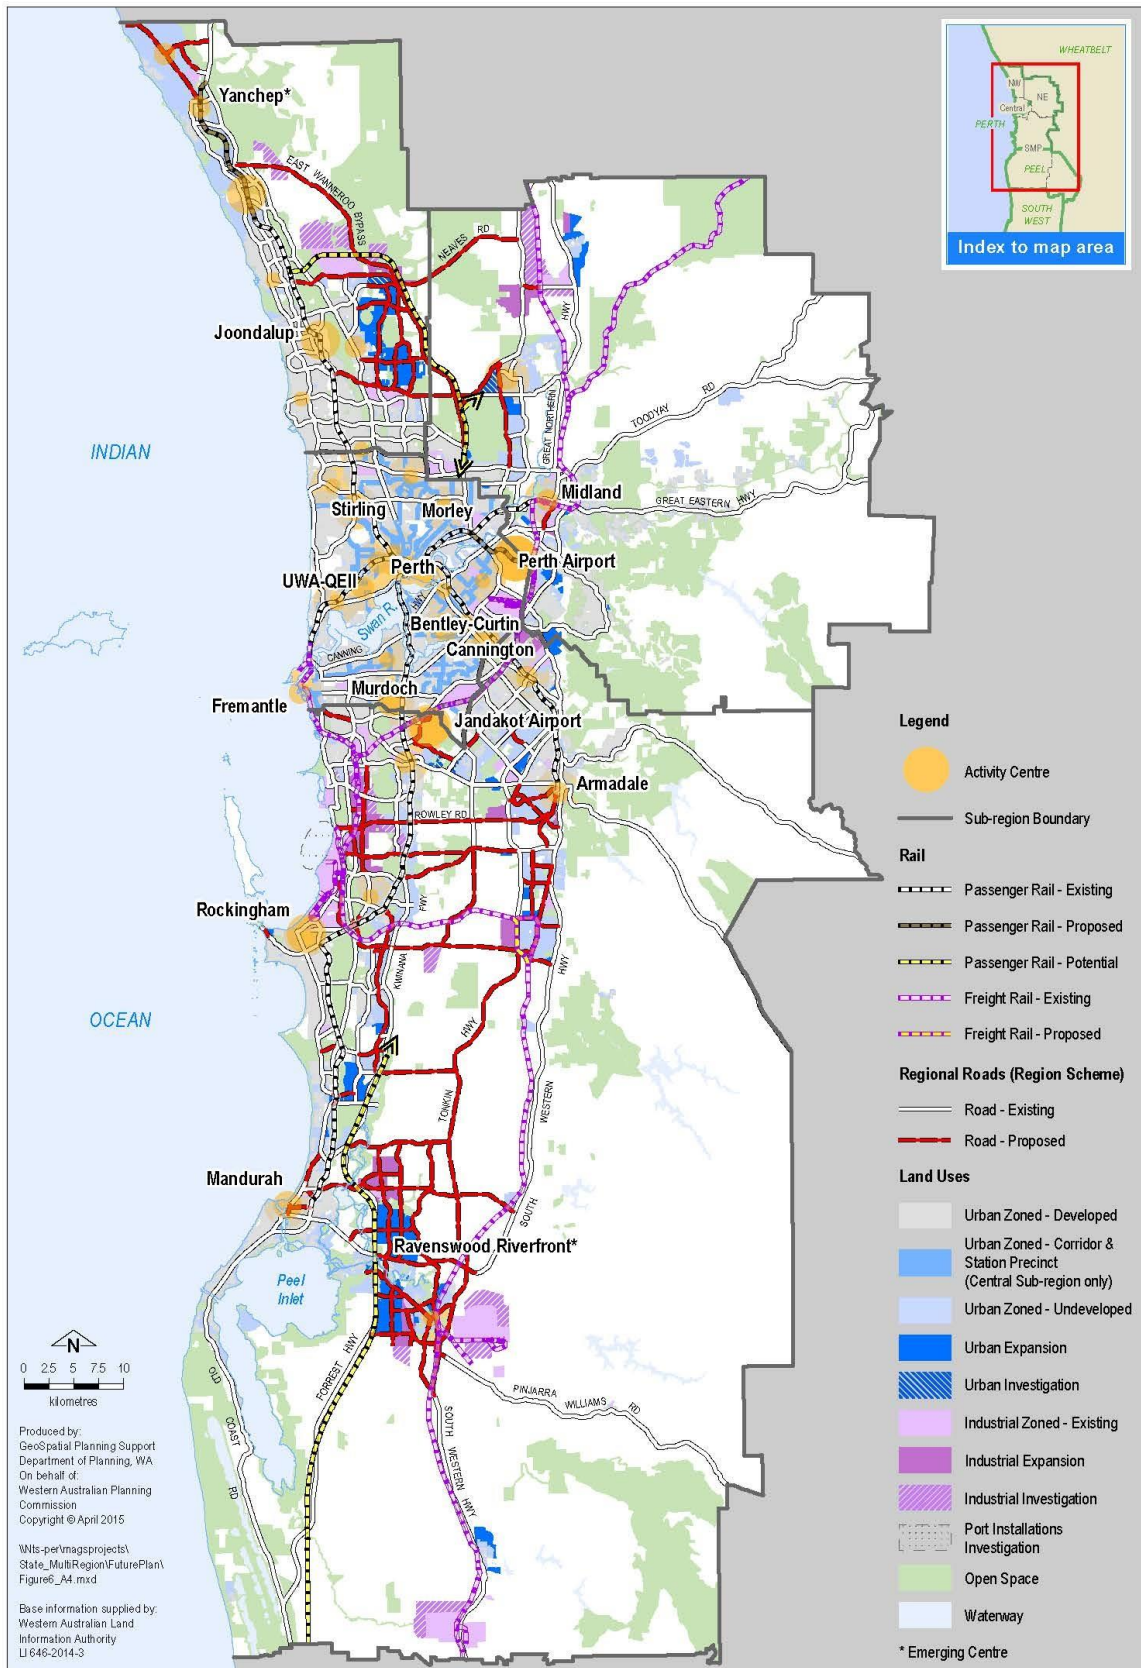 WHEATBELT
NW
NE
Central
PERTH
SMP
PEEL
SOUTH
WEST
Index to map area
Yanchep*
EAST WANNEROO BYPASS
NEAVES RD
HWY
Joondalup
GREAT NORTHERN
TOODYAY RD
INDIAN
Midland
GREAT EASTERN HWY
Stirling
Morley
Perth Airport
Perth
UWA-QEII
HWY
Swan R.
Bentley-Curtin
CANNING
Cannington
Murdoch
Fremantle
Jandakot Airport
Armadale
ROWLEY RD
Rockingham
FWY
KWINANA
HWY
OCEAN
HWY
TONKIN
WESTERN
Mandurah
SOUTH
Ravenswood Riverfront*
Peel
Inlet
FORREST HWY
OLD COAST RD
PINJARRA WILLIAMS RD
SOUTH WESTERN HWY
N
0 2.5 5 7.5 10
kilometres
Produced by:
GeoSpatial Planning Support
Department of Planning, WA
On behalf of:
Western Australian Planning
Commission
Copyright © April 2015
\\Nts-per\magsprojects\
State_MultiRegion\FuturePlan\
Figure6_A4.mxd
Base information supplied by:
Western Australian Land
Information Authority
LI 646-2014-3
Legend
Activity Centre
Sub-region Boundary
Rail
Passenger Rail - Existing
Passenger Rail - Proposed
Passenger Rail - Potential
Freight Rail - Existing
Freight Rail - Proposed
Regional Roads (Region Scheme)
Road - Existing
Road - Proposed
Land Uses
Urban Zoned - Developed
Urban Zoned - Corridor &
Station Precinct
(Central Sub-region only)
Urban Zoned - Undeveloped
Urban Expansion
Urban Investigation
Industrial Zoned - Existing
Industrial Expansion
Industrial Investigation
Port Installations
Investigation
Open Space
Waterway
* Emerging Centre